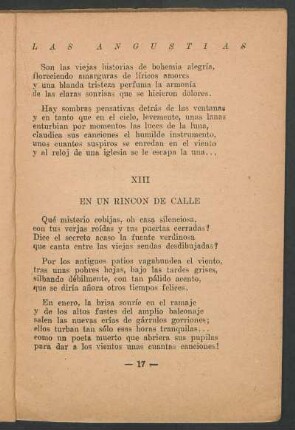 LAS ANGUSTIAS
Son las viejas historias de bohemia alegría,
floreciendo amarguras de líricos amores
y una blanda tristeza perfuma la armonía
de las claras sonrisas que se hicieron dolores.
Hay sombras pensativas detrás de las ventanas
y en tanto que en el cielo, levemente, unas lanas
enturbian por momentos las luces de la luna,
claudica sus canciones el humilde instrumento,
unos cuantos suspiros se enredan en el viento
y al reloj de una iglesia se le escapa la una...
XIII
EN UN RINCON DE CALLE
Qué misterio cobijas, oh casa silenciosa,
con tus verjas roídas y tus puertas cerradas?
Dice el secreto acaso la fuente verdinosa
que canta entre las viejas sendas desdibujadas?
Por los antiguos patios vagabundea el viento,
tras unas pobres hojas, bajo las tardes grises,
silbando débilmente, con tan pálido acento,
que se diría añora otros tiempos felices.
En enero, la brisa sonríe en el ramaje
y de los altos fustes del amplio balconaje
salen las nuevas crías de gárrulos gorriones;
ellos turban tan sólo esas horas tranquilas...
como un poeta muerto que abriera sus pupilas
para dar a los vientos unas cuantas canciones!
— 17 —